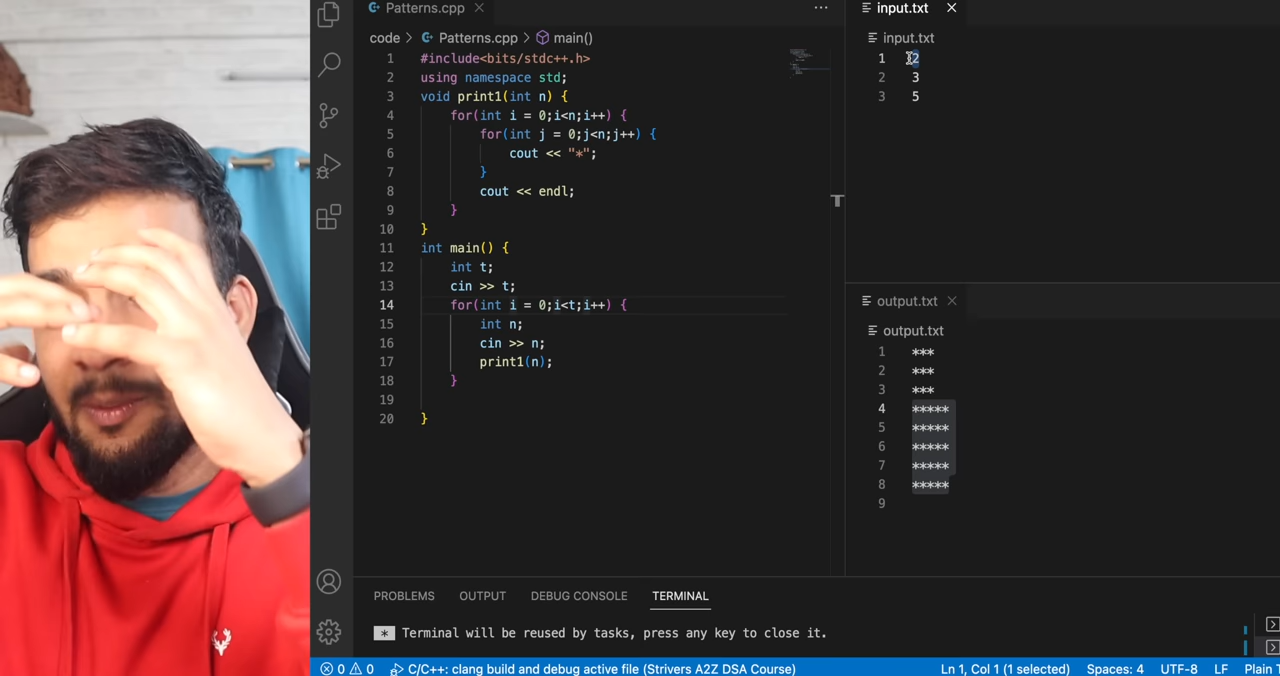 Patterns.cpp
code > Patterns.cpp > main()
1 #include<bits/stdc++.h>
2 using namespace std;
3 void print1(int n) {
4 for(int i = 0;i<n;i++) {
5 for(int j = 0;j<n;j++) {
6 cout << "*";
7 }
8 cout << endl;
9 }
10 }
11 int main() {
12 int t;
13 cin >> t;
14 for(int i = 0;i<t;i++) {
15 int n;
16 cin >> n;
17 print1(n);
18 }
19
20 }
input.txt
input.txt
1 2
2 3
3 5
output.txt
output.txt
1 ***
2 ***
3 ***
4 *****
5 *****
6 *****
7 *****
8 *****
9
PROBLEMS OUTPUT DEBUG CONSOLE TERMINAL
* Terminal will be reused by tasks, press any key to close it.
0 0 C/C++: clang build and debug active file (Strivers A2Z DSA Course) Ln 1, Col 1 (1 selected) Spaces: 4 UTF-8 LF Plain T